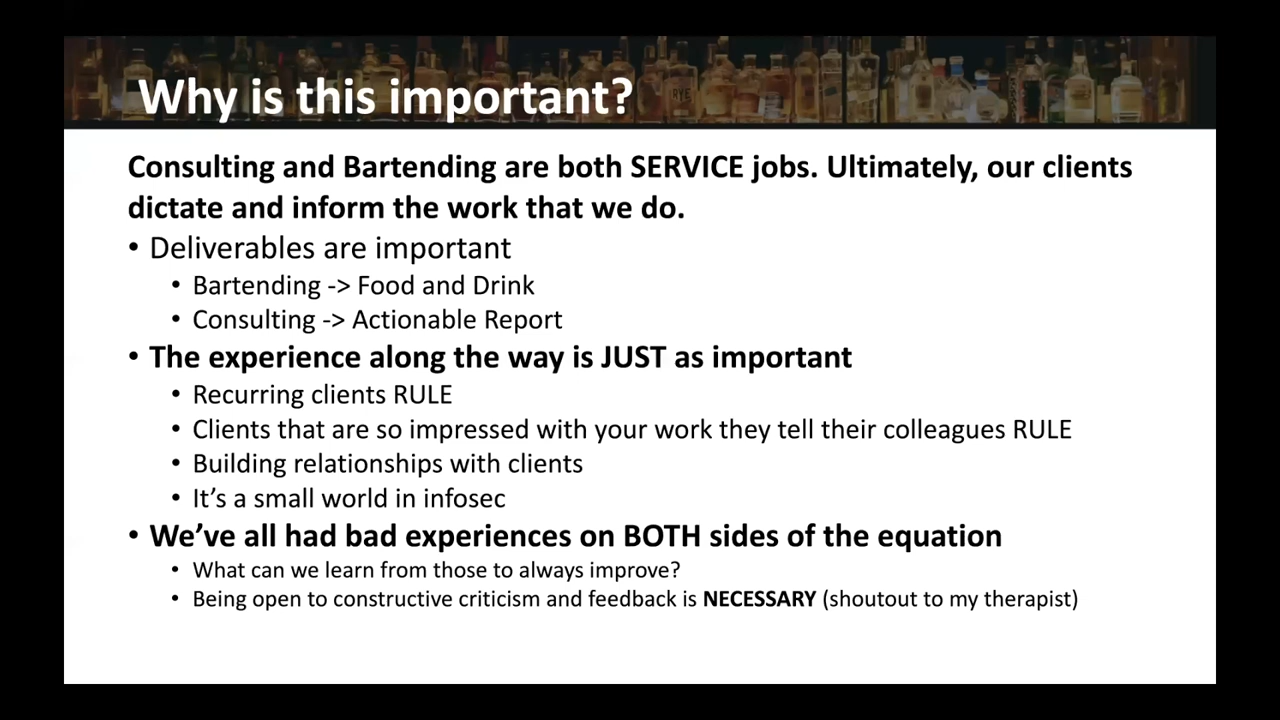 Why is this important?
RYE
Consulting and Bartending are both SERVICE jobs. Ultimately, our clients
dictate and inform the work that we do.
• Deliverables are important
• Bartending -> Food and Drink
• Consulting -> Actionable Report
• The experience along the way is JUST as important
• Recurring clients RULE
• Clients that are so impressed with your work they tell their colleagues RULE
• Building relationships with clients
• It’s a small world in infosec
• We’ve all had bad experiences on BOTH sides of the equation
• What can we learn from those to always improve?
• Being open to constructive criticism and feedback is NECESSARY (shoutout to my therapist)